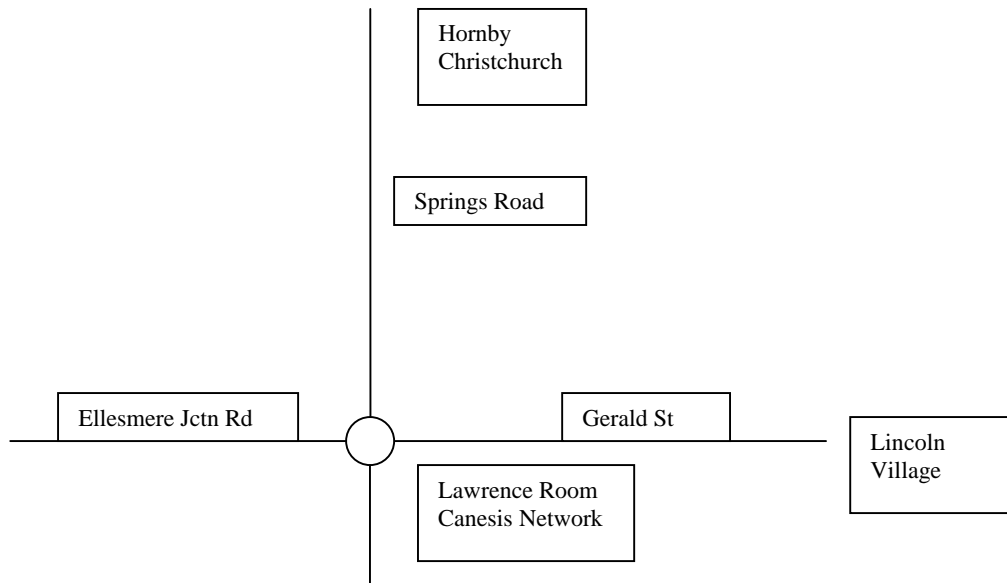 Hornby
Christchurch
Springs Road
Ellesmere Jctn Rd
Gerald St
Lincoln
Village
Lawrence Room
Canesis Network